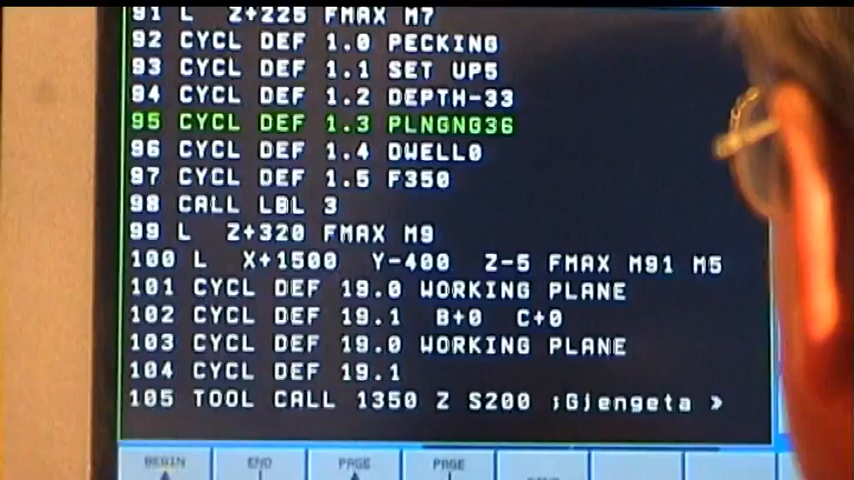 91 L Z+225 FMAX M7
92 CYCL DEF 1.0 PECKING
93 CYCL DEF 1.1 SET UP5
94 CYCL DEF 1.2 DEPTH-33
95 CYCL DEF 1.3 PLNGNG36
96 CYCL DEF 1.4 DWELL0
97 CYCL DEF 1.5 F350
98 CALL LBL 3
99 L Z+320 FMAX M9
100 L X+1500 Y-400 Z-5 FMAX M91 M5
101 CYCL DEF 19.0 WORKING PLANE
102 CYCL DEF 19.1 B+0 C+0
103 CYCL DEF 19.0 WORKING PLANE
104 CYCL DEF 19.1
105 TOOL CALL 1350 Z S200 ;Gjengeta »
BEGIN END PAGE PAGE